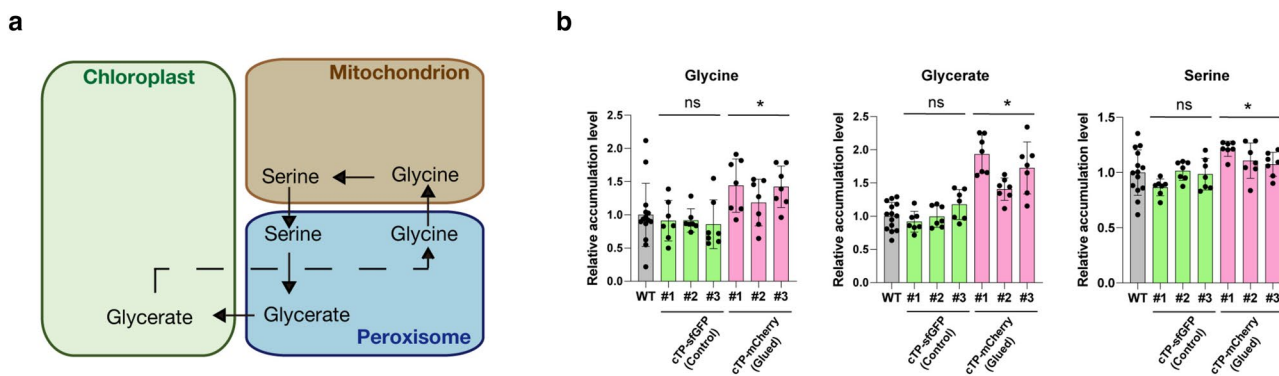 a
Chloroplast
Mitochondrion
Serine
Glycine
Serine
Glycine
Glycerate
Glycerate
Peroxisome
b
Glycine
ns
*
Relative accumulation level
2.5
2.0
1.5
1.0
0.5
0.0
WT #1 #2 #3 #1 #2 #3
cTP-sfGFP
(Control)
cTP-mCherry
(Glued)
Glycerate
ns
*
Relative accumulation level
2.5
2.0
1.5
1.0
0.5
0.0
WT #1 #2 #3 #1 #2 #3
cTP-sfGFP
(Control)
cTP-mCherry
(Glued)
Serine
ns
*
Relative accumulation level
1.5
1.0
0.5
0.0
WT #1 #2 #3 #1 #2 #3
cTP-sfGFP
(Control)
cTP-mCherry
(Glued)